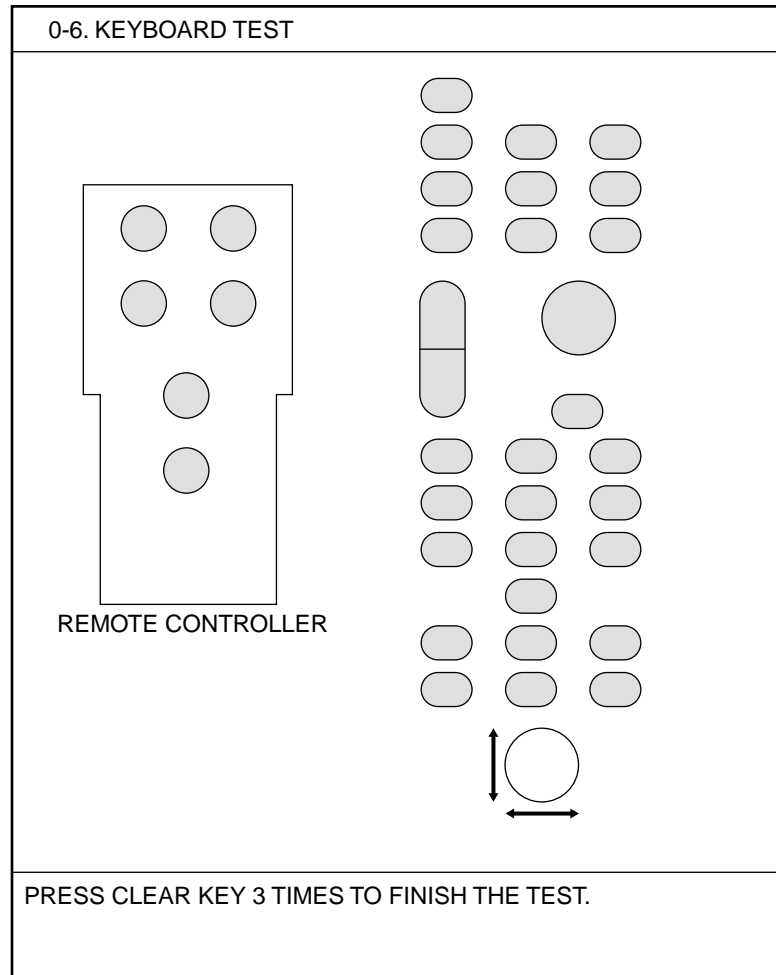 0-6. KEYBOARD TEST
REMOTE CONTROLLER
PRESS CLEAR KEY 3 TIMES TO FINISH THE TEST.